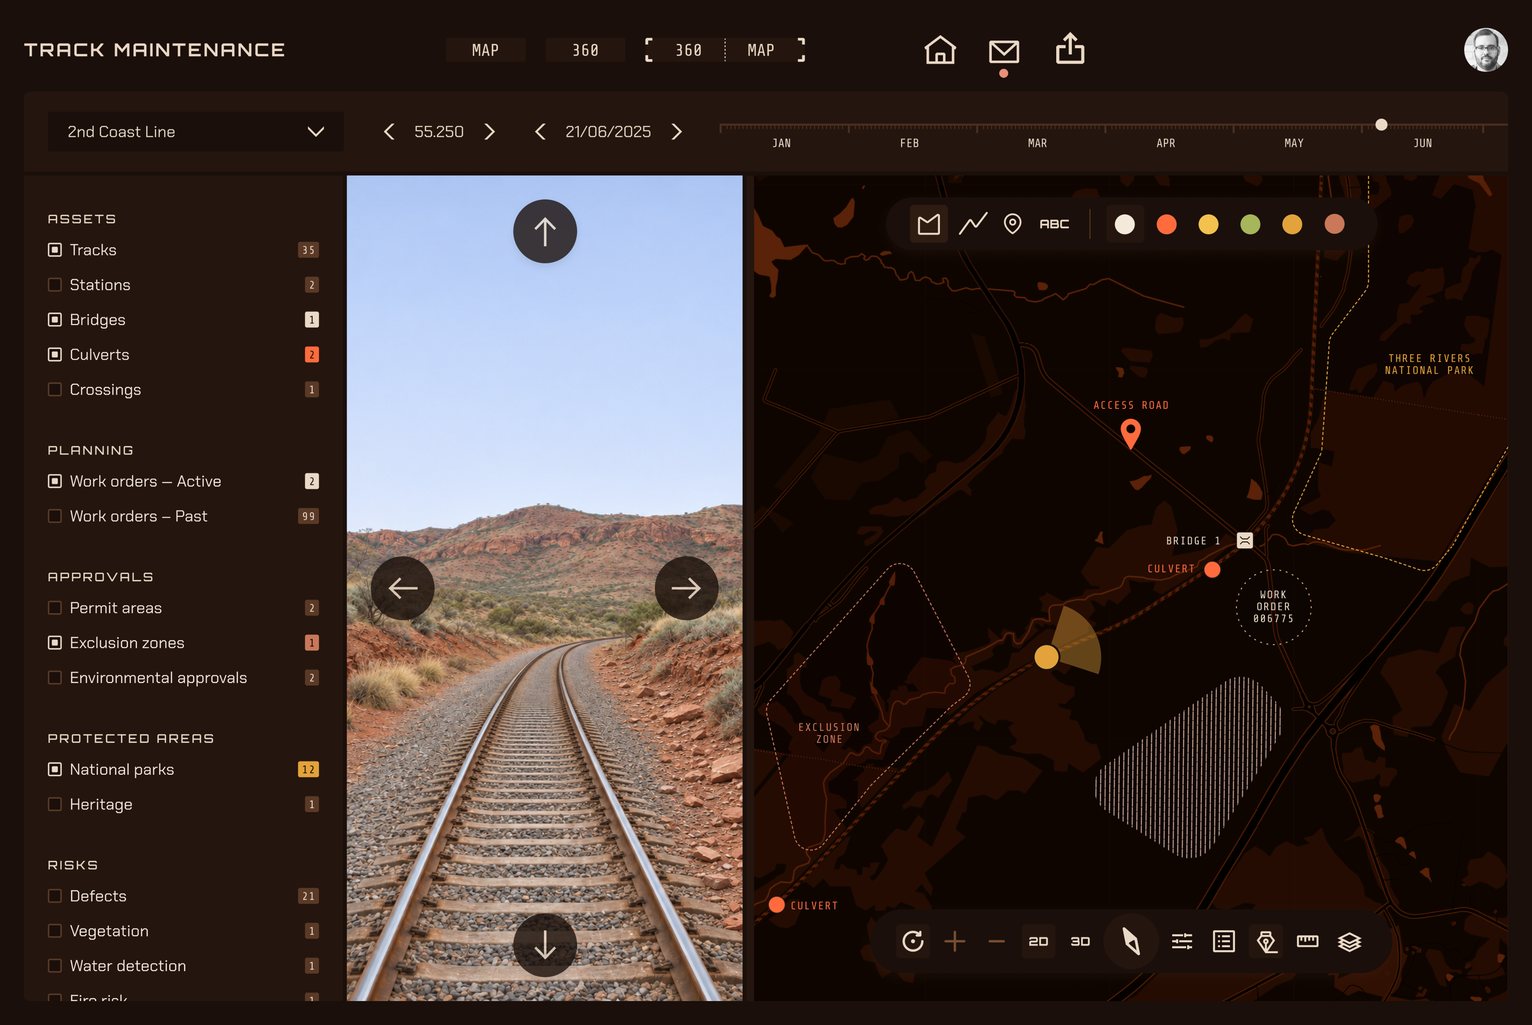 TRACK MAINTENANCE
MAP
360
360
MAP
2nd Coast Line
55.250
21/06/2025
JAN
FEB
MAR
APR
MAY
JUN
ASSETS
Tracks
35
Stations
2
Bridges
1
Culverts
2
Crossings
1
PLANNING
Work orders – Active
2
Work orders – Past
99
APPROVALS
Permit areas
2
Exclusion zones
1
Environmental approvals
2
PROTECTED AREAS
National parks
12
Heritage
1
RISKS
Defects
21
Vegetation
1
Water detection
1
Fire risk
1
ABC
THREE RIVERS
NATIONAL PARK
ACCESS ROAD
BRIDGE 1
CULVERT
WORK
ORDER
006775
EXCLUSION
ZONE
CULVERT
2D
3D